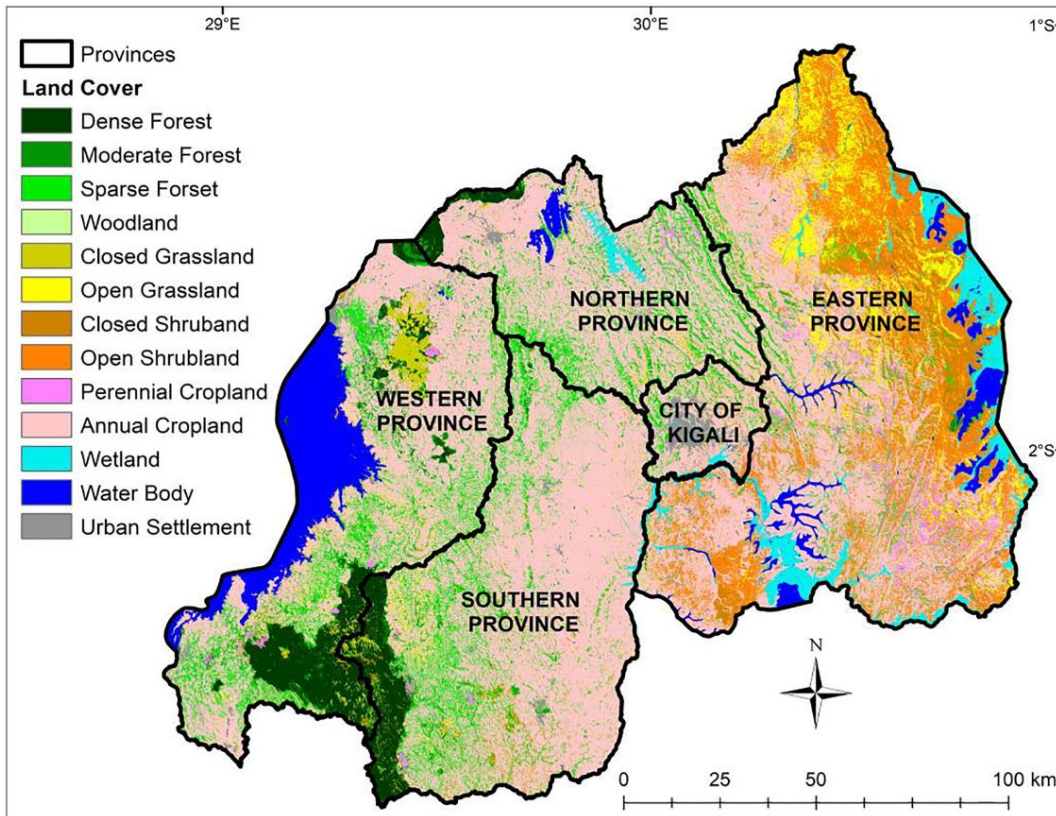 29°E
30°E
1°S
Provinces
Land Cover
Dense Forest
Moderate Forest
Sparse Forset
Woodland
Closed Grassland
Open Grassland
Closed Shruband
Open Shrubland
Perennial Cropland
Annual Cropland
Wetland
Water Body
Urban Settlement
NORTHERN
PROVINCE
EASTERN
PROVINCE
WESTERN
PROVINCE
CITY OF
KIGALI
2°S
SOUTHERN
PROVINCE
N
0 25 50 100 km